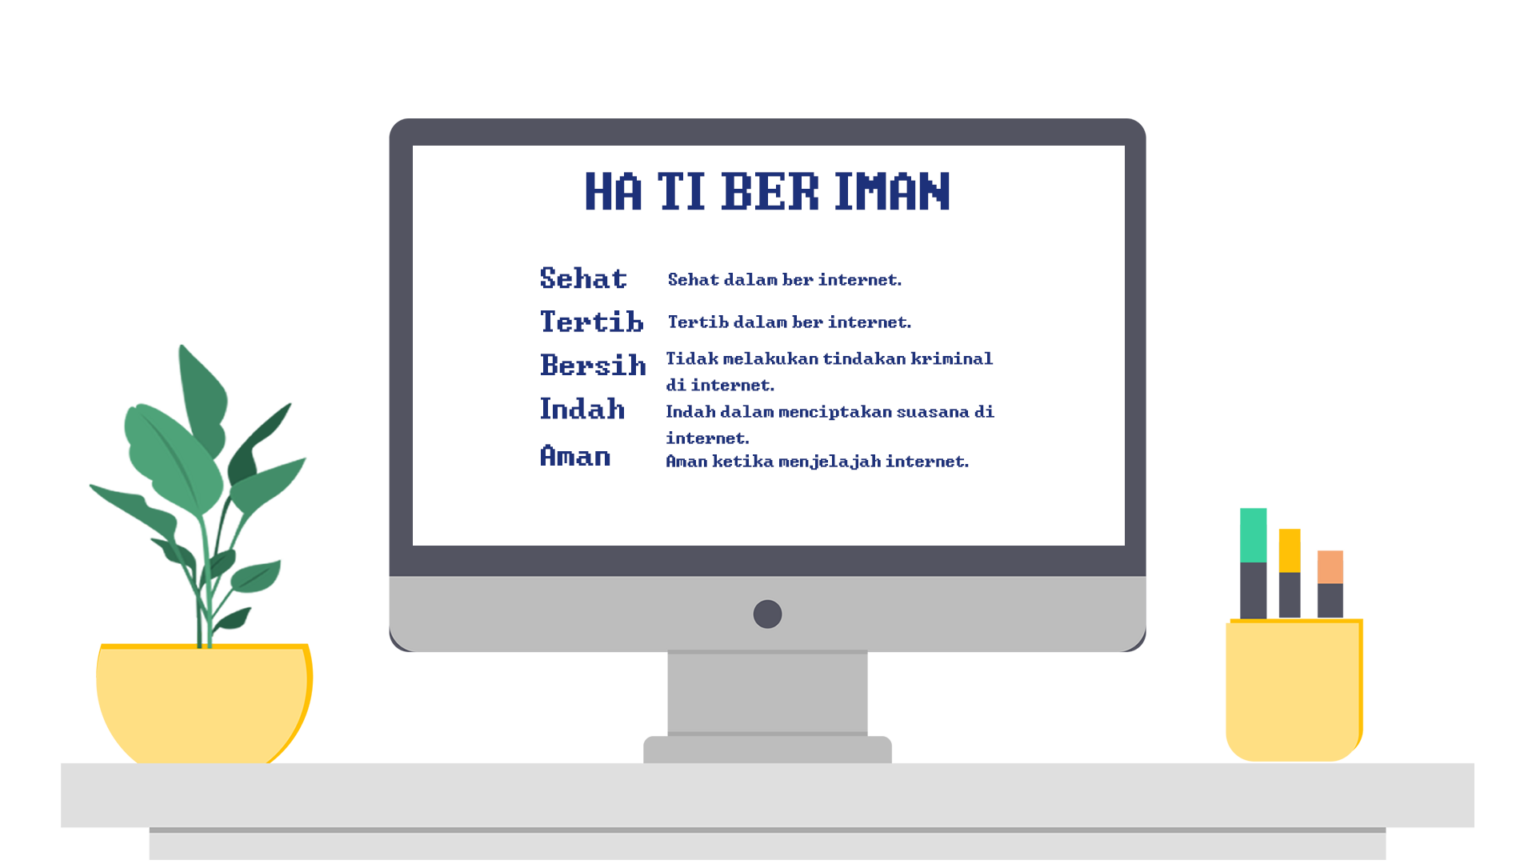 HA TI BER IMAN
Sehat Sehat dalam ber internet.
Tertib Tertib dalam ber internet.
Bersih Tidak melakukan tindakan kriminal
di internet.
Indah Indah dalam menciptakan suasana di
internet.
Aman Aman ketika menjelajah internet.